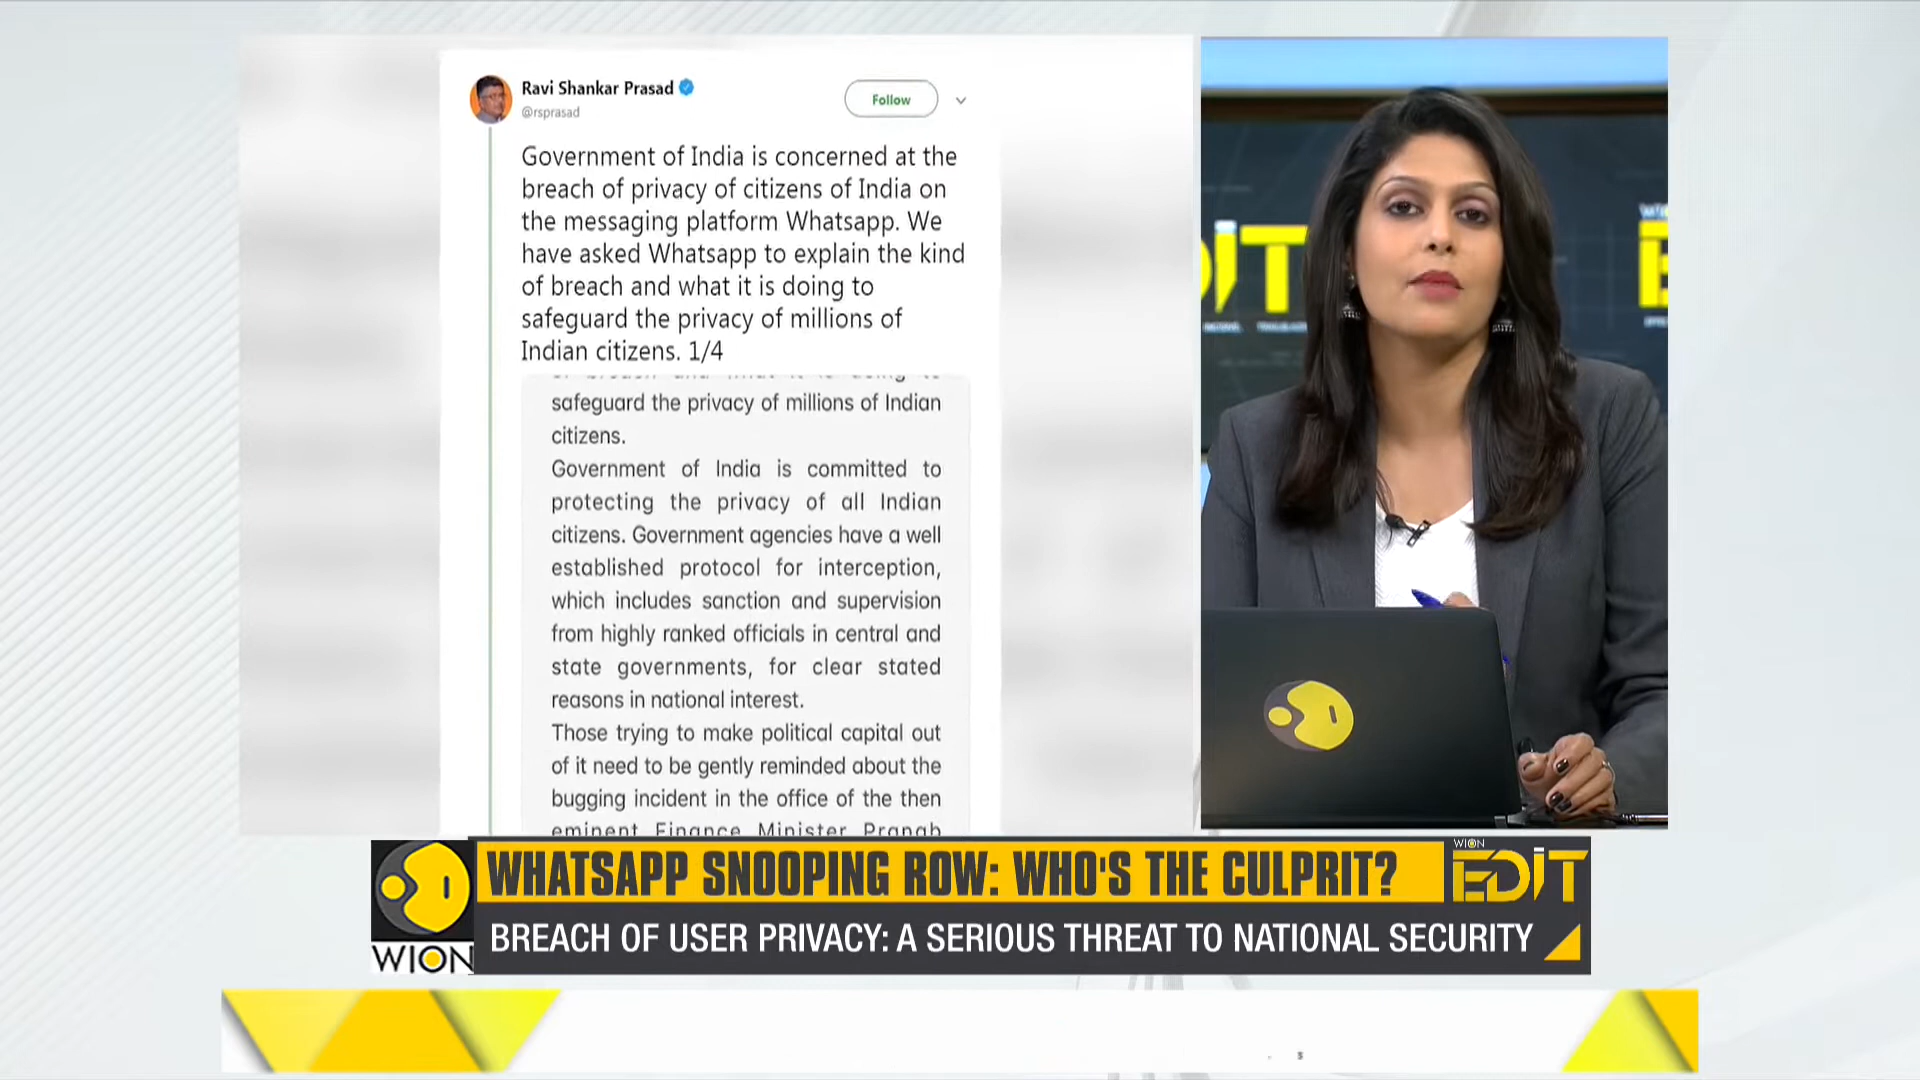 Ravi Shankar Prasad
@rsprasad
Follow
Government of India is concerned at the
breach of privacy of citizens of India on
the messaging platform Whatsapp. We
have asked Whatsapp to explain the kind
of breach and what it is doing to
safeguard the privacy of millions of
Indian citizens. 1/4
safeguard the privacy of millions of Indian
citizens.
Government of India is committed to
protecting the privacy of all Indian
citizens. Government agencies have a well
established protocol for interception,
which includes sanction and supervision
from highly ranked officials in central and
state governments, for clear stated
reasons in national interest.
Those trying to make political capital out
of it need to be gently reminded about the
bugging incident in the office of the then
eminent Finance Minister Pranab
EDIT
WHATSAPP SNOOPING ROW: WHO'S THE CULPRIT?
WION
EDIT
BREACH OF USER PRIVACY: A SERIOUS THREAT TO NATIONAL SECURITY
WION